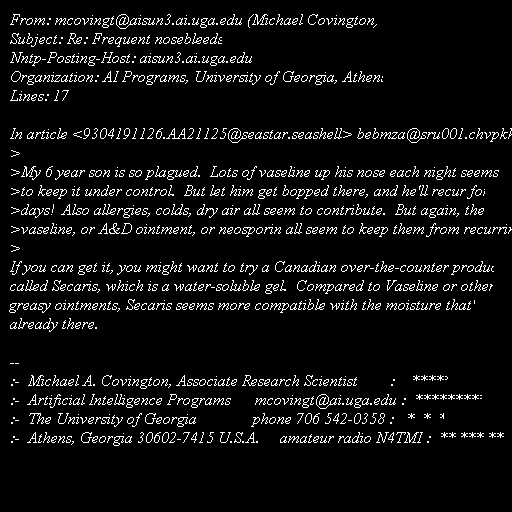 From: mcovingt@aisun3.ai.uga.edu (Michael Covington)
Subject: Re: Frequent nosebleeds
Nntp-Posting-Host: aisun3.ai.uga.edu
Organization: AI Programs, University of Georgia, Athens
Lines: 17

In article <9304191126.AA21125@seastar.seashell> bebmza@sru001.chvpkh
>
>My 6 year son is so plagued.  Lots of vaseline up his nose each night seems
>to keep it under control.  But let him get bopped there, and he'll recur for
>days!  Also allergies, colds, dry air all seem to contribute.  But again, the
>vaseline, or A&D ointment, or neosporin all seem to keep them from recurrin
>
If you can get it, you might want to try a Canadian over-the-counter produc
called Secaris, which is a water-soluble gel.  Compared to Vaseline or other
greasy ointments, Secaris seems more compatible with the moisture that'
already there.

--
:-  Michael A. Covington, Associate Research Scientist        :    *****
:-  Artificial Intelligence Programs      mcovingt@ai.uga.edu :  *********
:-  The University of Georgia              phone 706 542-0358 :   *  *  *
:-  Athens, Georgia 30602-7415 U.S.A.     amateur radio N4TMI :  ** *** **